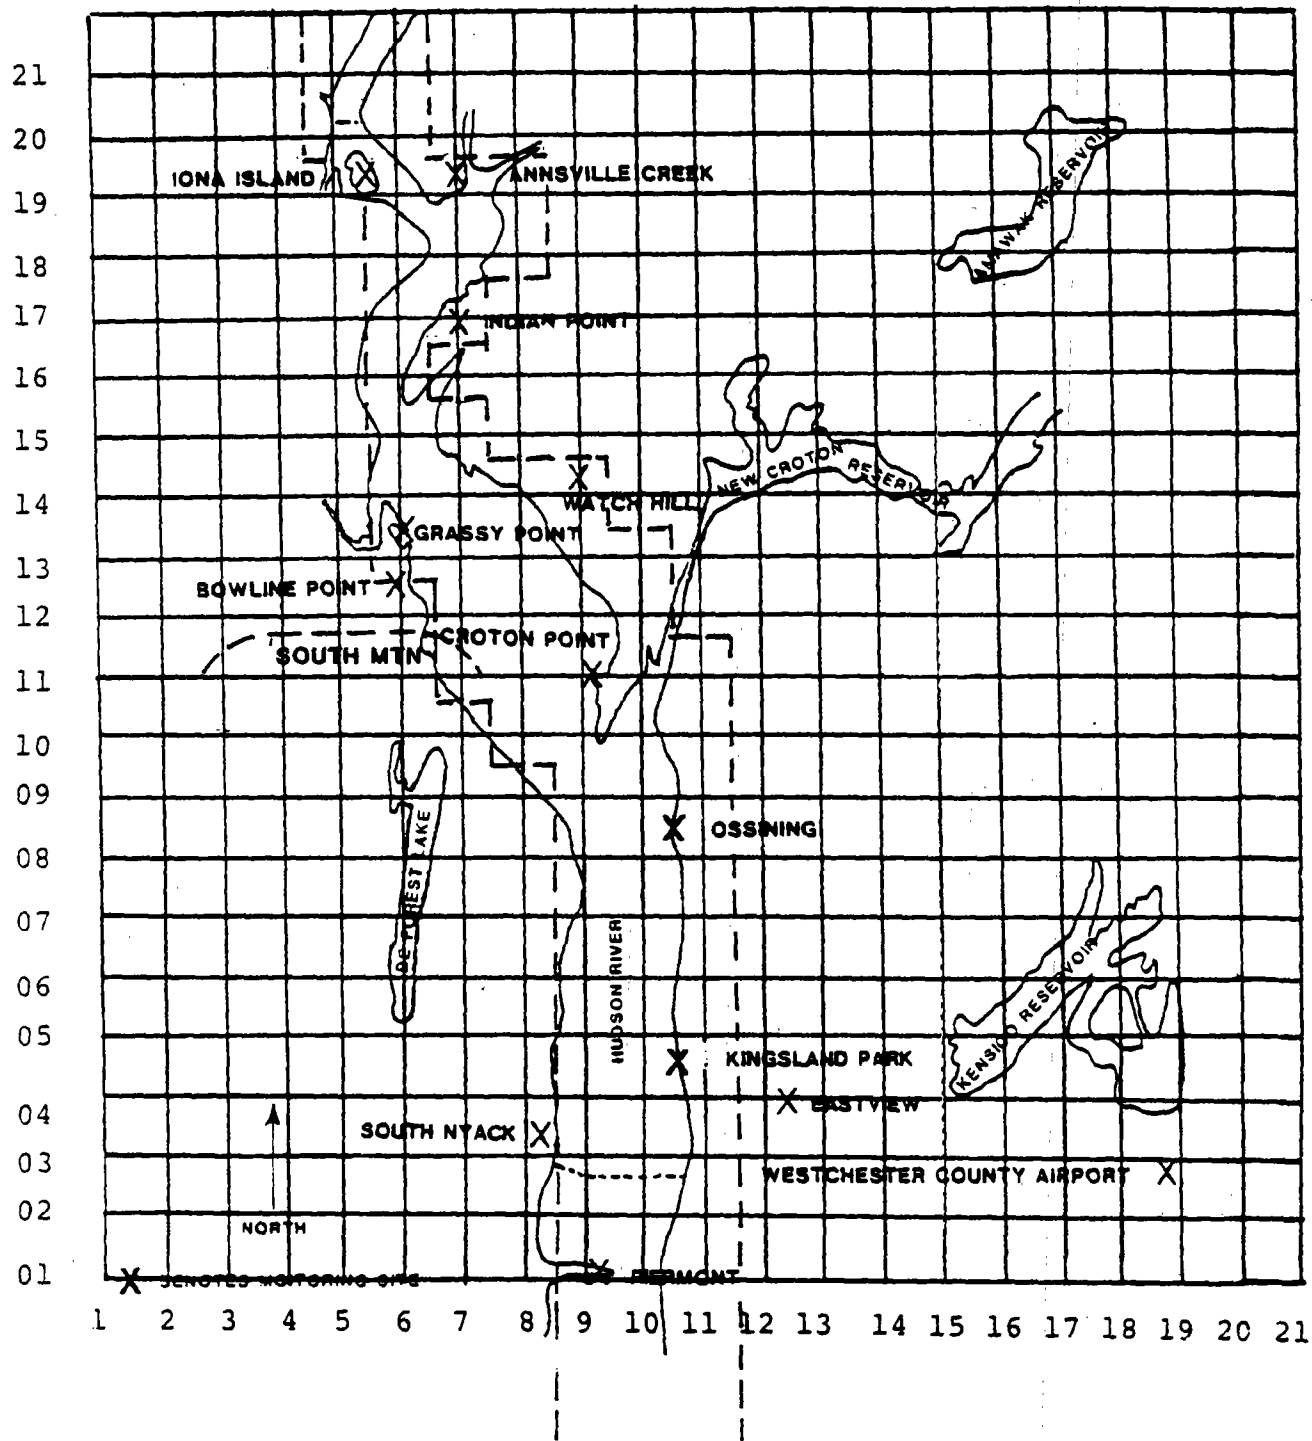 21
20
IONA ISLAND
ANNSVILLE CREEK
19
18
17
INDIAN POINT
16
15
NEW CROTON RESERVOIR
14
WATCH HILL
GRASSY POINT
13
BOWLINE POINT
12
CROTON POINT
SOUTH MTN
11
10
09
OSSINING
DE FOREST LAKE
08
07
HUDSON RIVER
06
KENSICO RESERVOIR
05
KINGSLAND PARK
04
EASTVIEW
SOUTH NYACK
03
WESTCHESTER COUNTY AIRPORT
02
NORTH
01
X DENOTES MOITORING SITE
PIERMONT
1 2 3 4 5 6 7 8 9 10 11 12 13 14 15 16 17 18 19 20 21
RESERVOIR